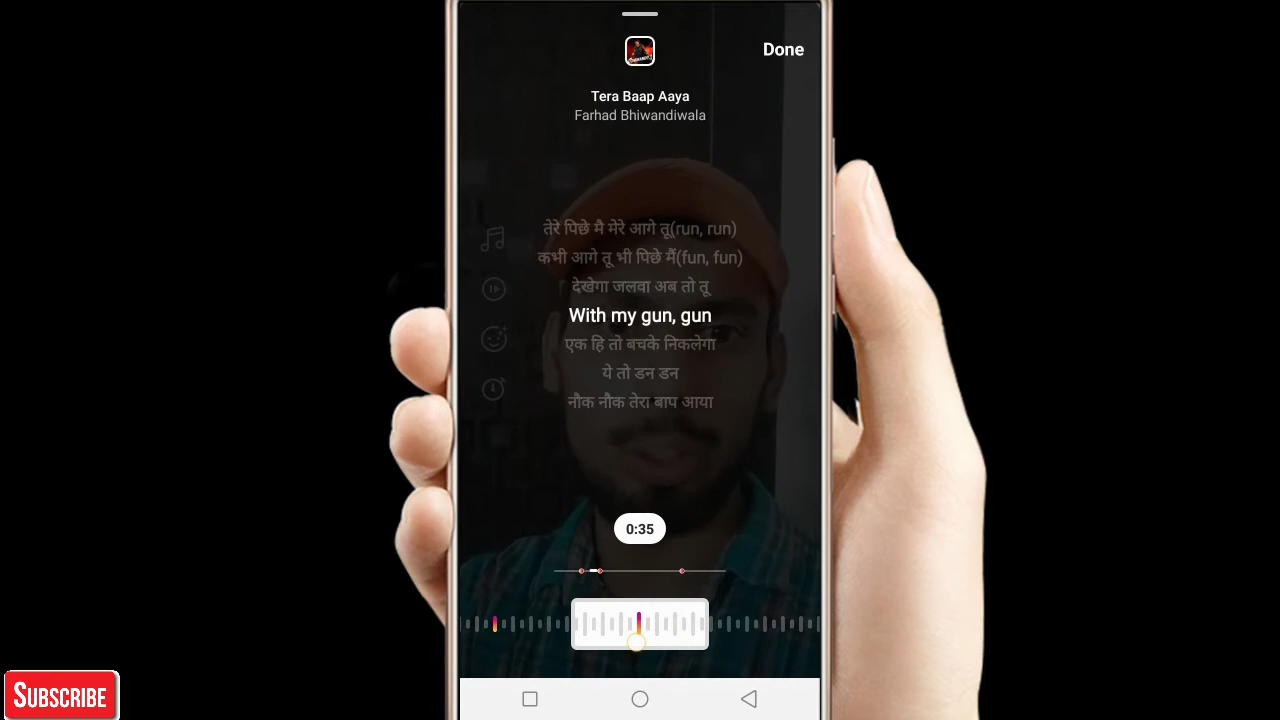 Done
Tera Baap Aaya
Farhad Bhiwandiwala
तेरे पिछे मै मेरे आगे तू(run, run)
कभी आगे तू भी पिछे मैं(fun, fun)
देखेगा जलवा अब तो तू
With my gun, gun
एक हि तो बचके निकलेगा
ये तो डन डन
नौक नौक तेरा बाप आया
0:35
SUBSCRIBE